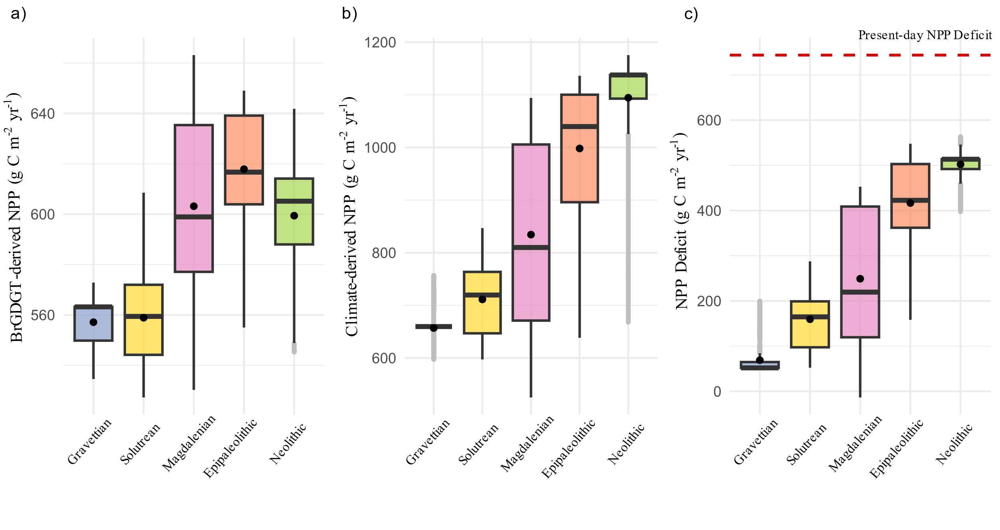 a)
BrGDGT-derived NPP (g C m⁻² yr⁻¹)
640
600
560
Gravettian
Solutrean
Magdalenian
Epipaleolithic
Neolithic
b)
Climate-derived NPP (g C m⁻² yr⁻¹)
1200
1000
800
600
Gravettian
Solutrean
Magdalenian
Epipaleolithic
Neolithic
c)
Present-day NPP Deficit
NPP Deficit (g C m⁻² yr⁻¹)
600
400
200
0
Gravettian
Solutrean
Magdalenian
Epipaleolithic
Neolithic